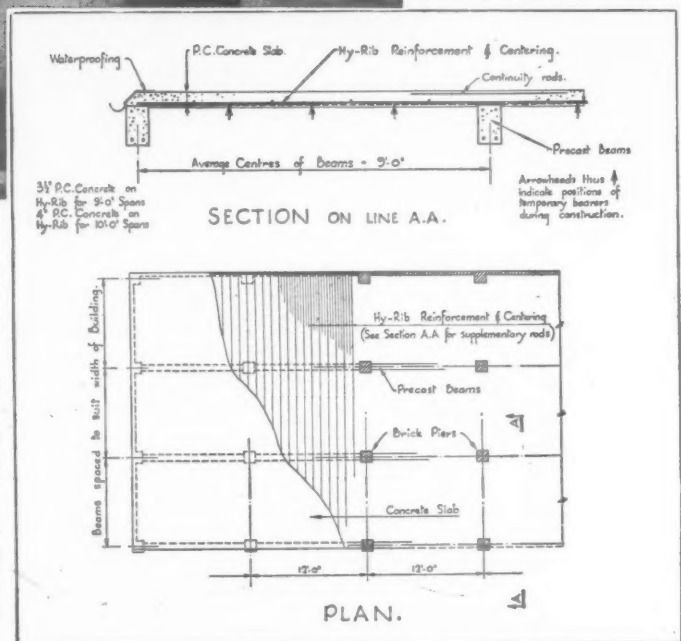 Waterproofing
P.C. Concrete Slab.
Hy-Rib Reinforcement & Centering.
Continuity rods.
Precast Beams
Average Centres of Beams = 9'-0"
3½" P.C. Concrete on
Hy-Rib for 9'-0" Spans
4" P.C. Concrete on
Hy-Rib for 10'-0" Spans
SECTION ON LINE A.A.
Arrowheads thus
indicate positions of
temporary bearers
during construction.
Beams spaced to suit width of Building.
Hy-Rib Reinforcement & Centering
(See Section A.A for supplementary rods)
Precast Beams
A
Brick Piers
Concrete Slab
12'-0"
12'-0"
A
PLAN.